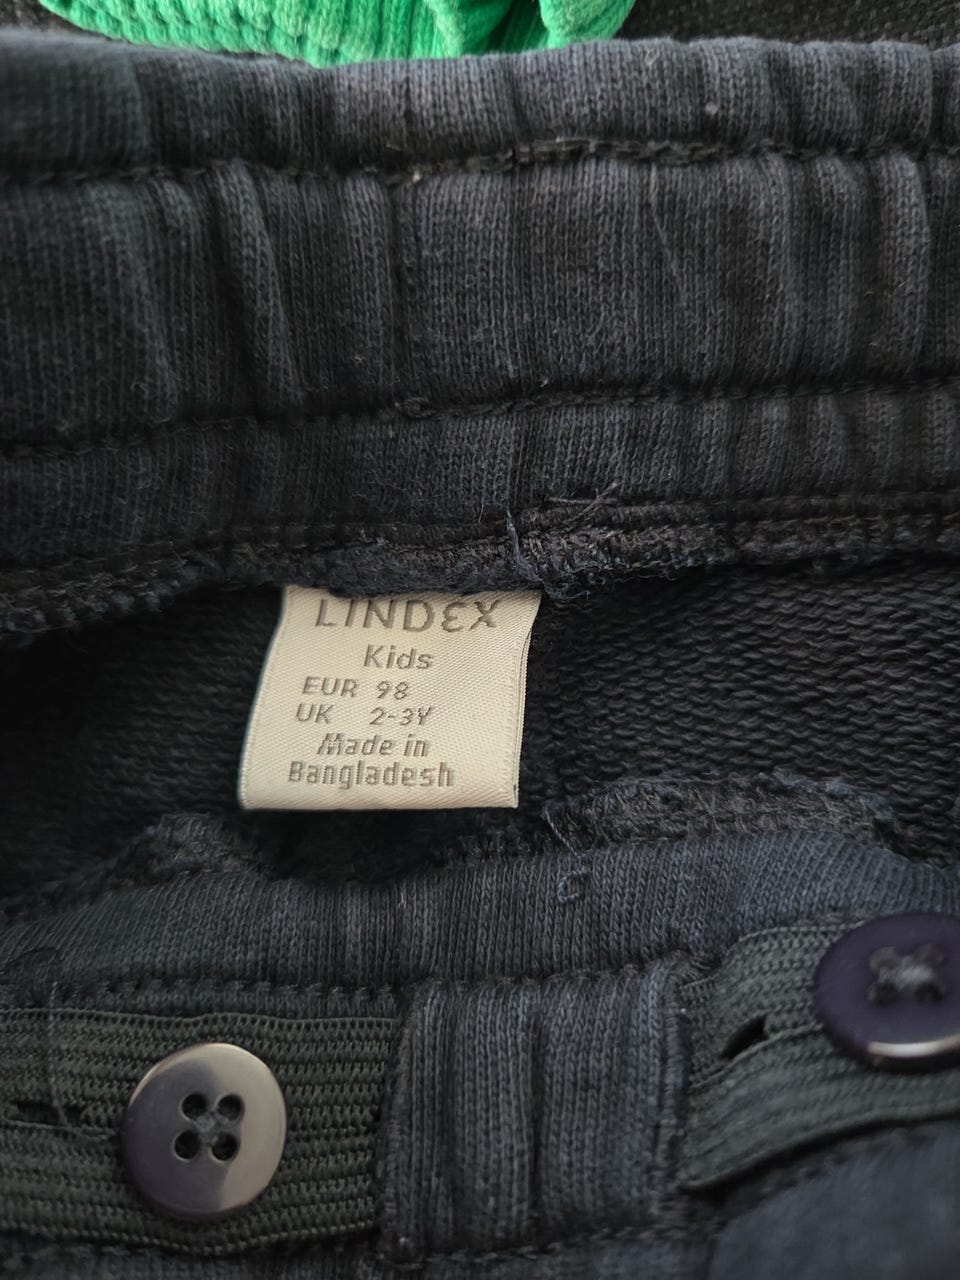 LINDEX
Kids
EUR 98
UK 2-3Y
Made in
Bangladesh